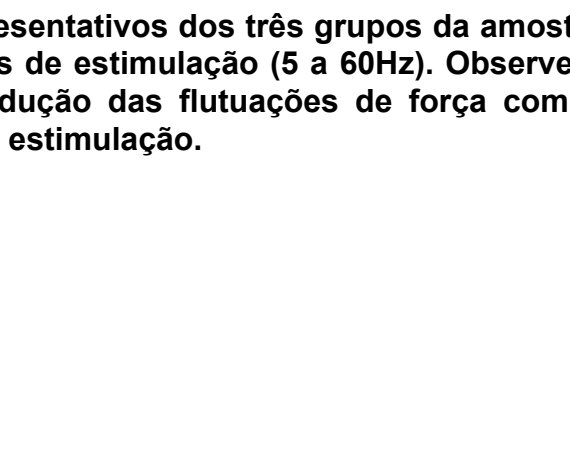 esentativos dos três grupos da amost
s de estimulação (5 a 60Hz). Observe
dução das flutuações de força com
estimulação.